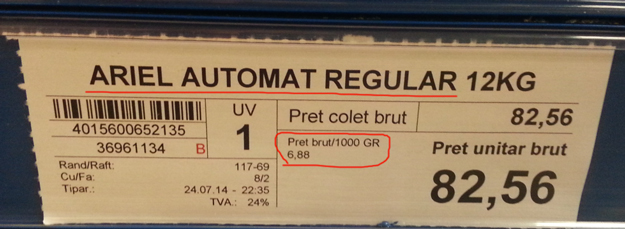 ARIEL AUTOMAT REGULAR 12KG
4015600652135
36961134 B
UV
1
Pret colet brut 82,56
Pret brut/1000 GR
6,88
Pret unitar brut
82,56
Rand/Raft: 117-69
Cu/Fa: 8/2
Tipar.: 24.07.14 - 22:35
TVA.: 24%